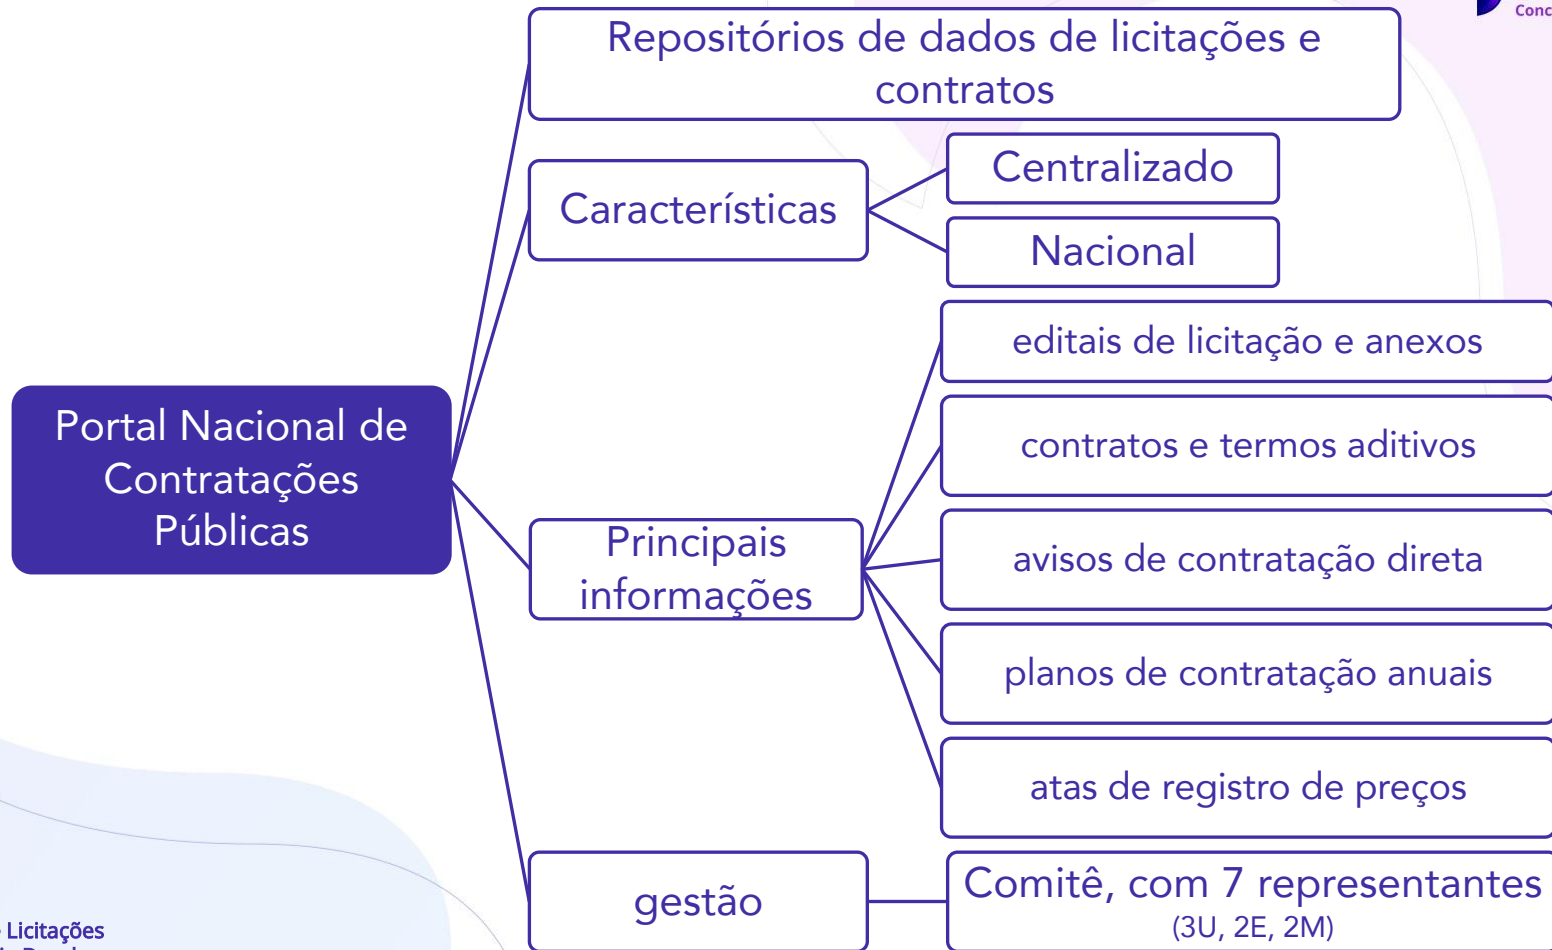 Conc
Repositórios de dados de licitações e
contratos
Características
Centralizado
Nacional
Portal Nacional de
Contratações
Públicas
Principais
informações
editais de licitação e anexos
contratos e termos aditivos
avisos de contratação direta
planos de contratação anuais
atas de registro de preços
gestão
Comitê, com 7 representantes
(3U, 2E, 2M)
Licitações